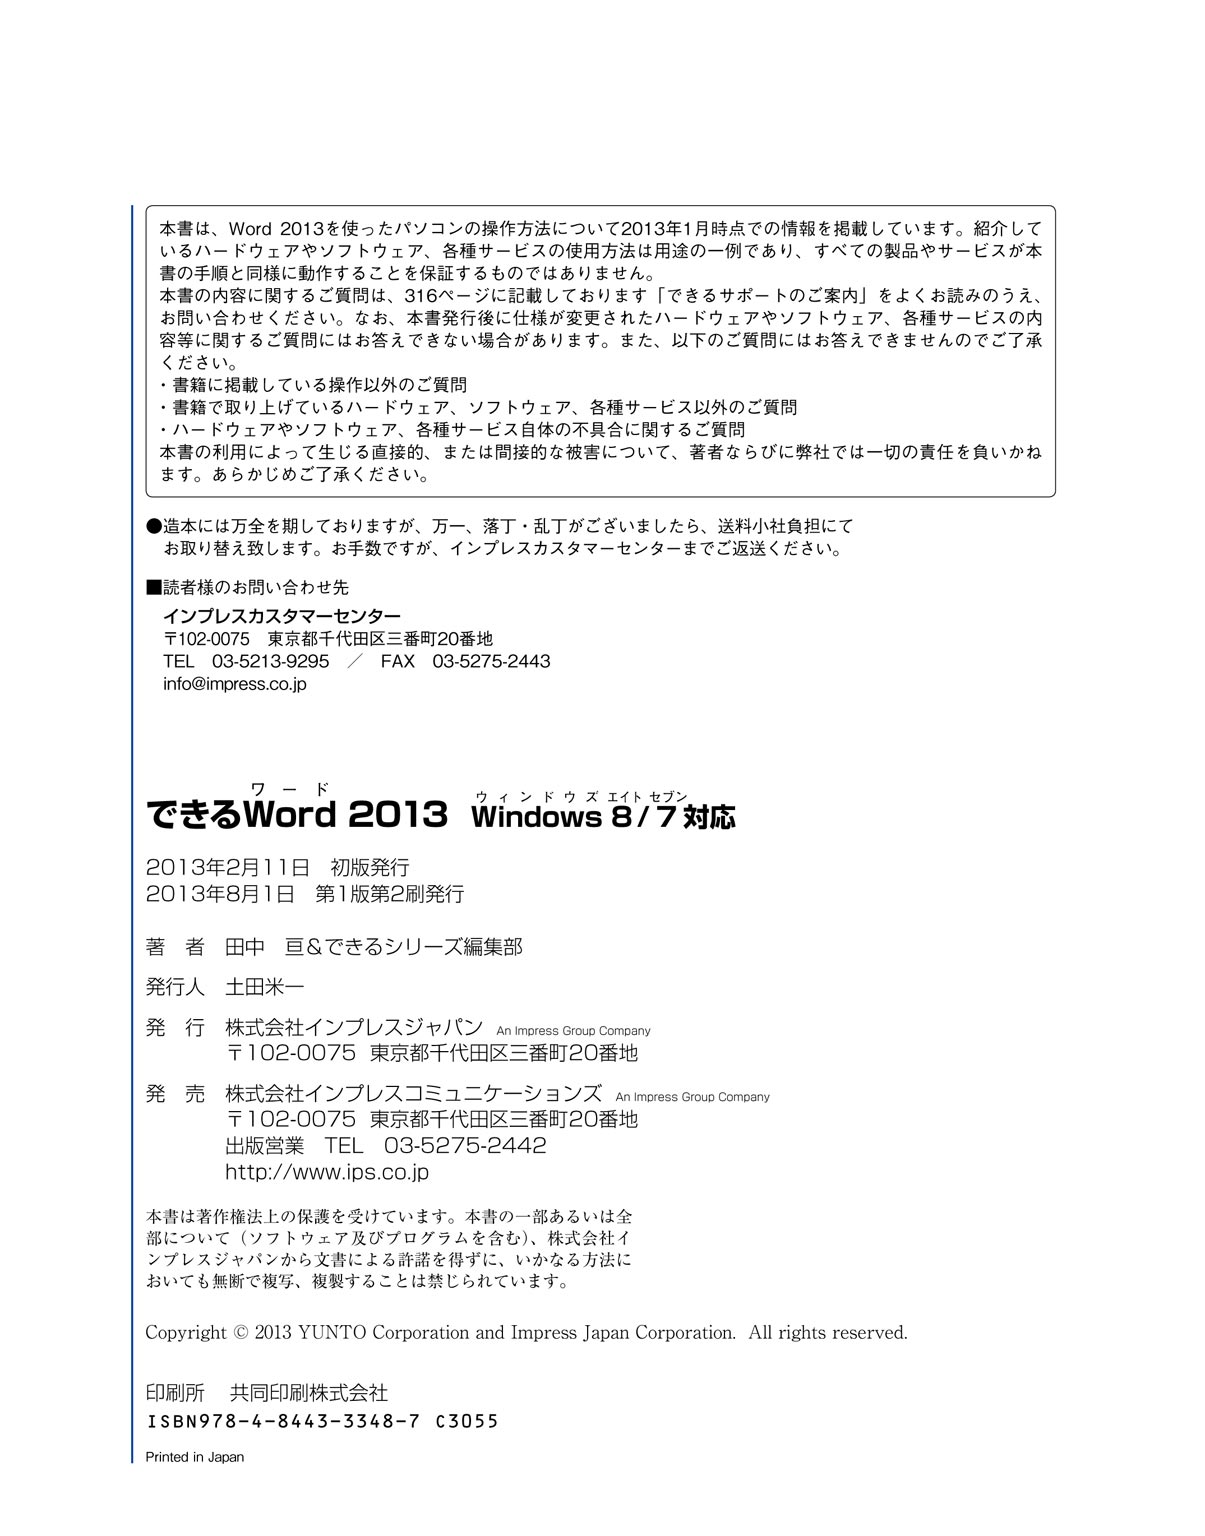 本書は、Word 2013を使ったパソコンの操作方法について2013年1月時点での情報を掲載しています。紹介して
いるハードウェアやソフトウェア、各種サービスの使用方法は用途の一例であり、すべての製品やサービスが本
書の手順と同様に動作することを保証するものではありません。
本書の内容に関するご質問は、316ページに記載しております「できるサポートのご案内」をよくお読みのうえ、
お問い合わせください。なお、本書発行後に仕様が変更されたハードウェアやソフトウェア、各種サービスの内
容等に関するご質問にはお答えできない場合があります。また、以下のご質問にはお答えできませんのでご了承
ください。
・書籍に掲載している操作以外のご質問
・書籍で取り上げているハードウェア、ソフトウェア、各種サービス以外のご質問
・ハードウェアやソフトウェア、各種サービス自体の不具合に関するご質問
本書の利用によって生じる直接的、または間接的な被害について、著者ならびに弊社では一切の責任を負いかね
ます。あらかじめご了承ください。
●造本には万全を期しておりますが、万一、落丁・乱丁がございましたら、送料小社負担にて
お取り替え致します。お手数ですが、インプレスカスタマーセンターまでご返送ください。
■読者様のお問い合わせ先
インプレスカスタマーセンター
〒102-0075　東京都千代田区三番町20番地
TEL　03-5213-9295　／　FAX　03-5275-2443
info@impress.co.jp
ワード　ウィンドウズ エイト セブン
できるWord 2013 Windows 8/7対応
2013年2月11日　初版発行
2013年8月1日　第1版第2刷発行
著　者　田中　亘＆できるシリーズ編集部
発行人　土田米一
発　行　株式会社インプレスジャパン An Impress Group Company
〒102-0075 東京都千代田区三番町20番地
発　売　株式会社インプレスコミュニケーションズ An Impress Group Company
〒102-0075 東京都千代田区三番町20番地
出版営業　TEL　03-5275-2442
http://www.ips.co.jp
本書は著作権法上の保護を受けています。本書の一部あるいは全
部について（ソフトウェア及びプログラムを含む）、株式会社イ
ンプレスジャパンから文書による許諾を得ずに、いかなる方法に
おいても無断で複写、複製することは禁じられています。
Copyright © 2013 YUNTO Corporation and Impress Japan Corporation. All rights reserved.
印刷所　共同印刷株式会社
ISBN978-4-8443-3348-7 C3055
Printed in Japan